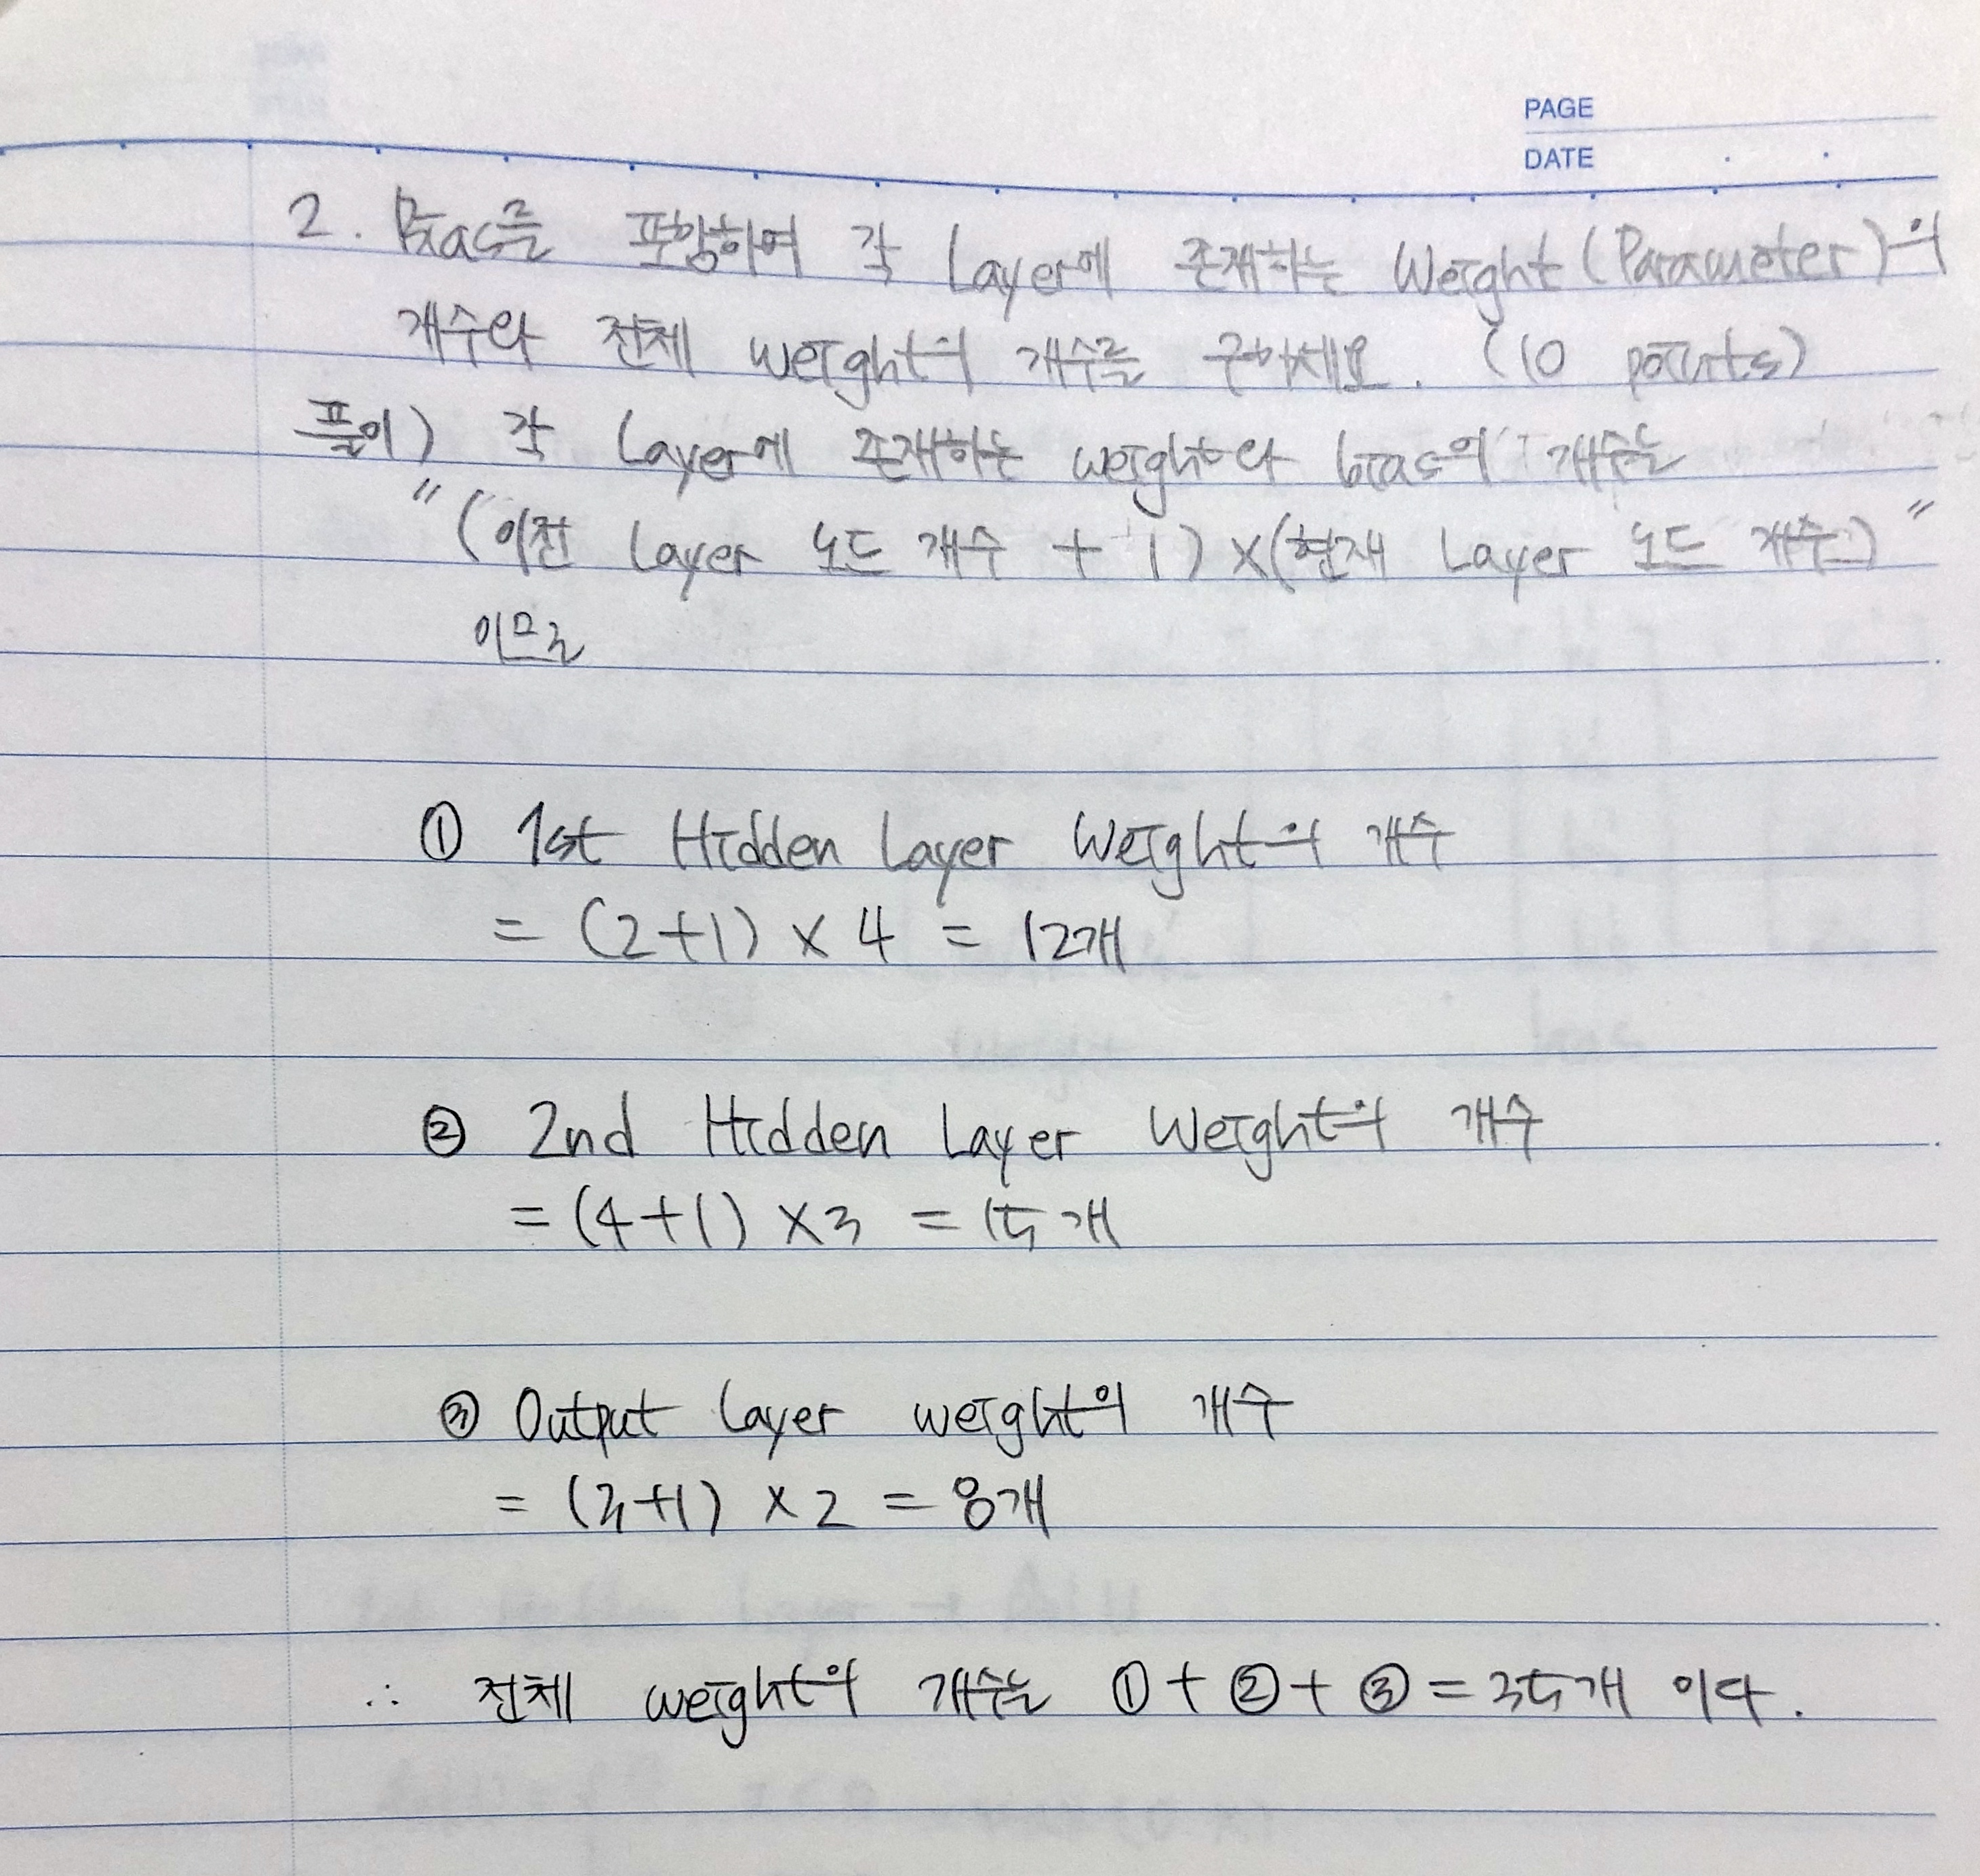 PAGE
DATE
2. Bias를 포함하여 각 Layer에 존재하는 Weight (Parameter)의
개수와 전체 weight의 개수를 구하세요. (10 points)
풀이) 각 Layer에 존재하는 weight와 bias의 개수는
"(이전 Layer 노드 개수 + 1) × (현재 Layer 노드 개수)"
이므로
① 1st Hidden Layer Weight의 개수
= (2+1) × 4 = 12개
② 2nd Hidden Layer Weight의 개수
= (4+1) × 3 = 15개
③ Output Layer weight의 개수
= (3+1) × 2 = 8개
∴ 전체 weight의 개수는 ① + ② + ③ = 35개 이다.